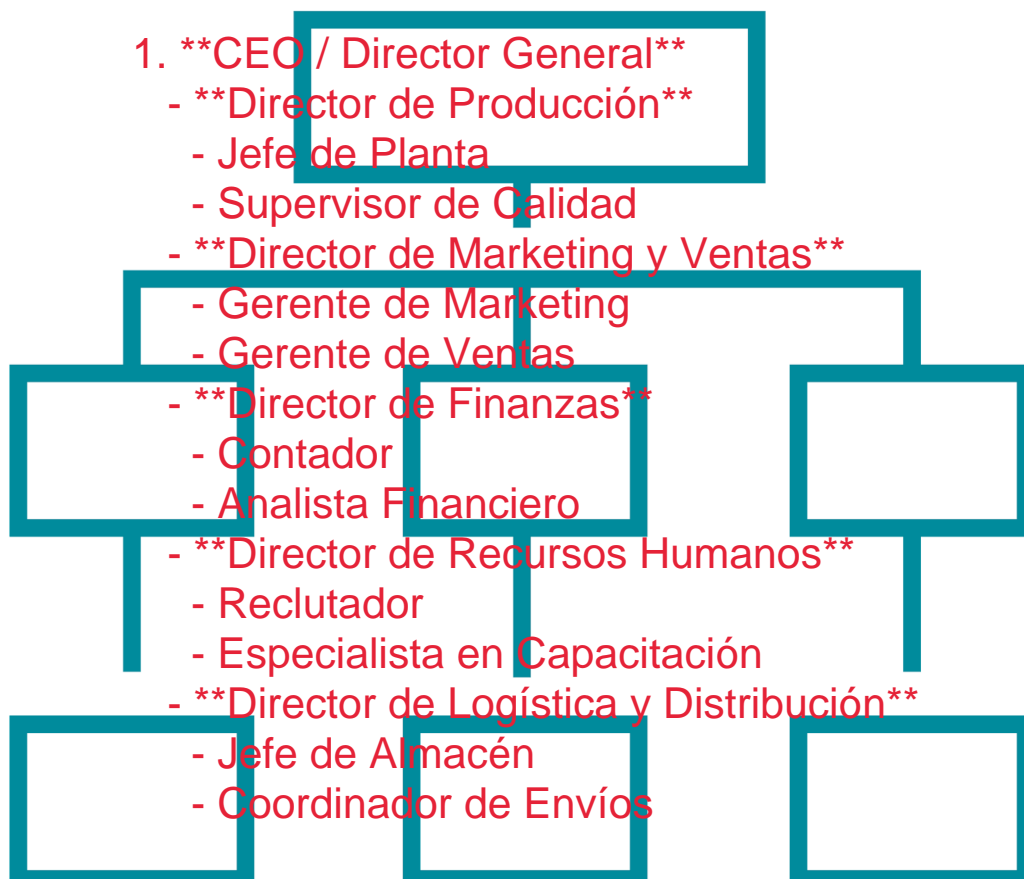 1. **CEO / Director General**
- **Director de Producción**
- Jefe de Planta
- Supervisor de Calidad
- **Director de Marketing y Ventas**
- Gerente de Marketing
- Gerente de Ventas
- **Director de Finanzas**
- Contador
- Analista Financiero
- **Director de Recursos Humanos**
- Reclutador
- Especialista en Capacitación
- **Director de Logística y Distribución**
- Jefe de Almacén
- Coordinador de Envíos